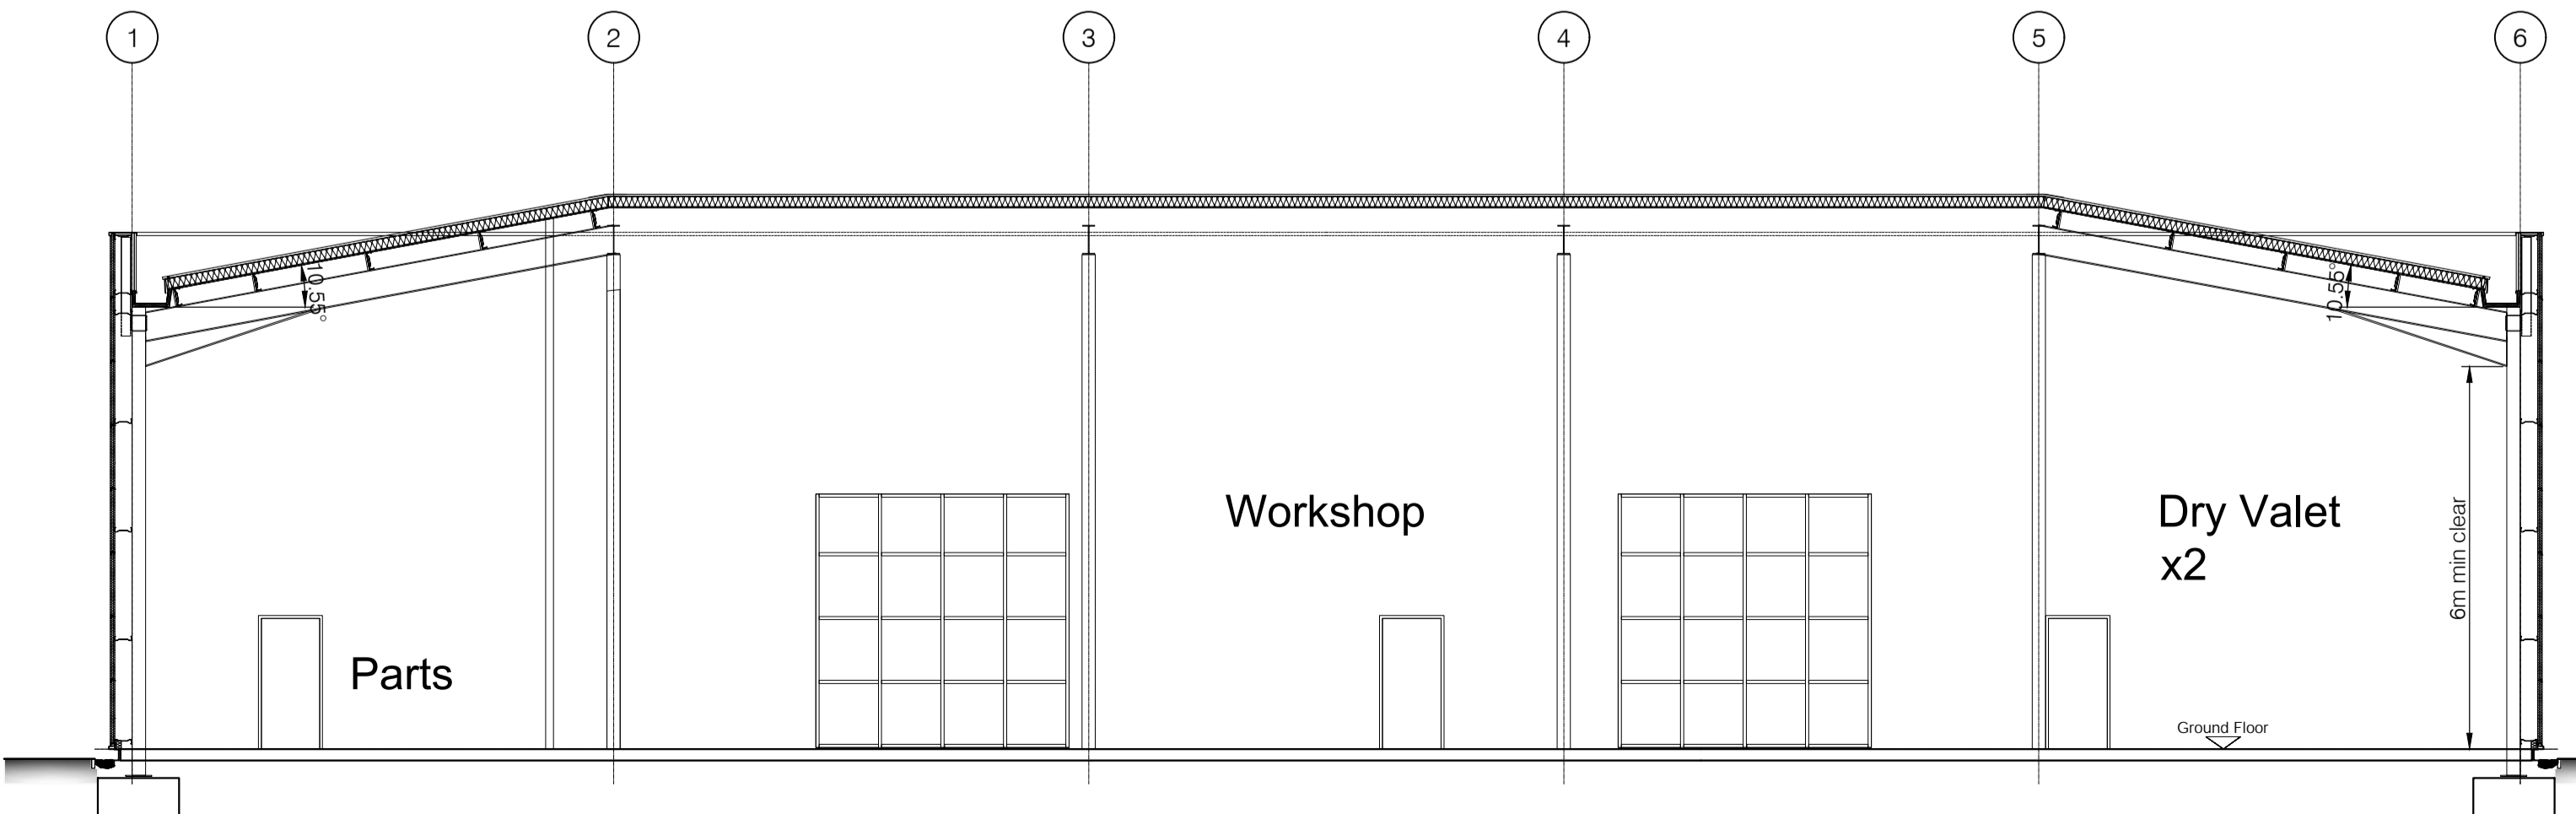 1
2
3
4
5
6
10.55°
10.55°
Workshop
Dry Valet
x2
6m min clear
Parts
Ground Floor